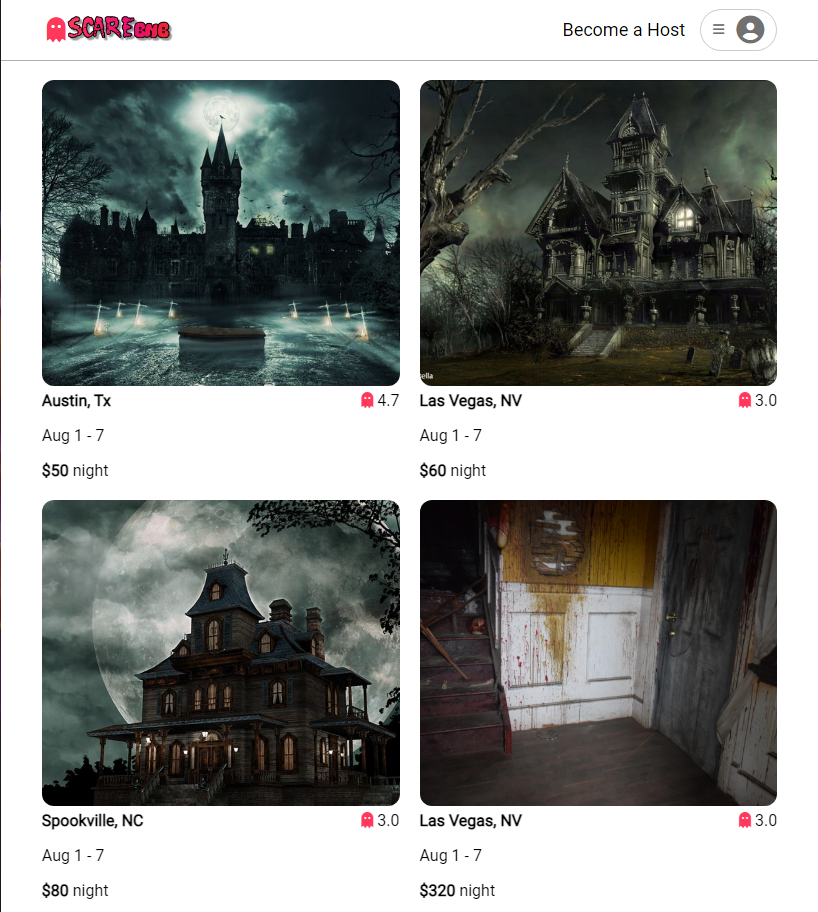 SCAREBNB
Become a Host
Austin, Tx
4.7
Aug 1 - 7
$50 night
Las Vegas, NV
3.0
Aug 1 - 7
$60 night
Spookville, NC
3.0
Aug 1 - 7
$80 night
Las Vegas, NV
3.0
Aug 1 - 7
$320 night